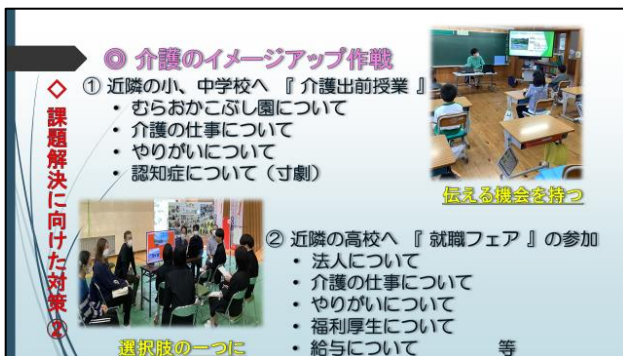 ◎ 介護のイメージアップ作戦
◇ 課題解決に向けた対策②
① 近隣の小、中学校へ 『 介護出前授業 』
• むらおかこぶし園について
• 介護の仕事について
• やりがいについて
• 認知症について（寸劇）
伝える機会を持つ
② 近隣の高校へ 『 就職フェア 』の参加
• 法人について
• 介護の仕事について
• やりがいについて
• 福利厚生について
• 給与について 等
選択肢の一つに